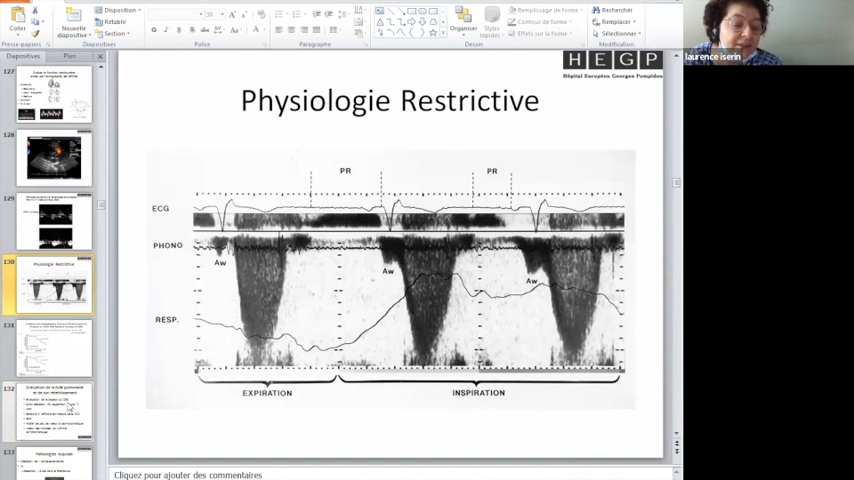 Disposition
Remplissage de forme
Rechercher
Rétablir
Contour de forme
Remplacer
Coller
Section
Organiser
Styles rapides
Effets sur la forme
Sélectionner
Presse-papiers
Diapositives
Police
Paragraphe
Dessin
Modification
laurence iserin
Diapositives
Plan
127
128
129
130
Physiologie Restrictive
131
132
133
Pathologies acquises
HEGP
Hôpital Européen Georges Pompidou
Physiologie Restrictive
PR
PR
ECG
PHONO
Aw
Aw
Aw
RESP.
EXPIRATION
INSPIRATION
Cliquez pour ajouter des commentaires